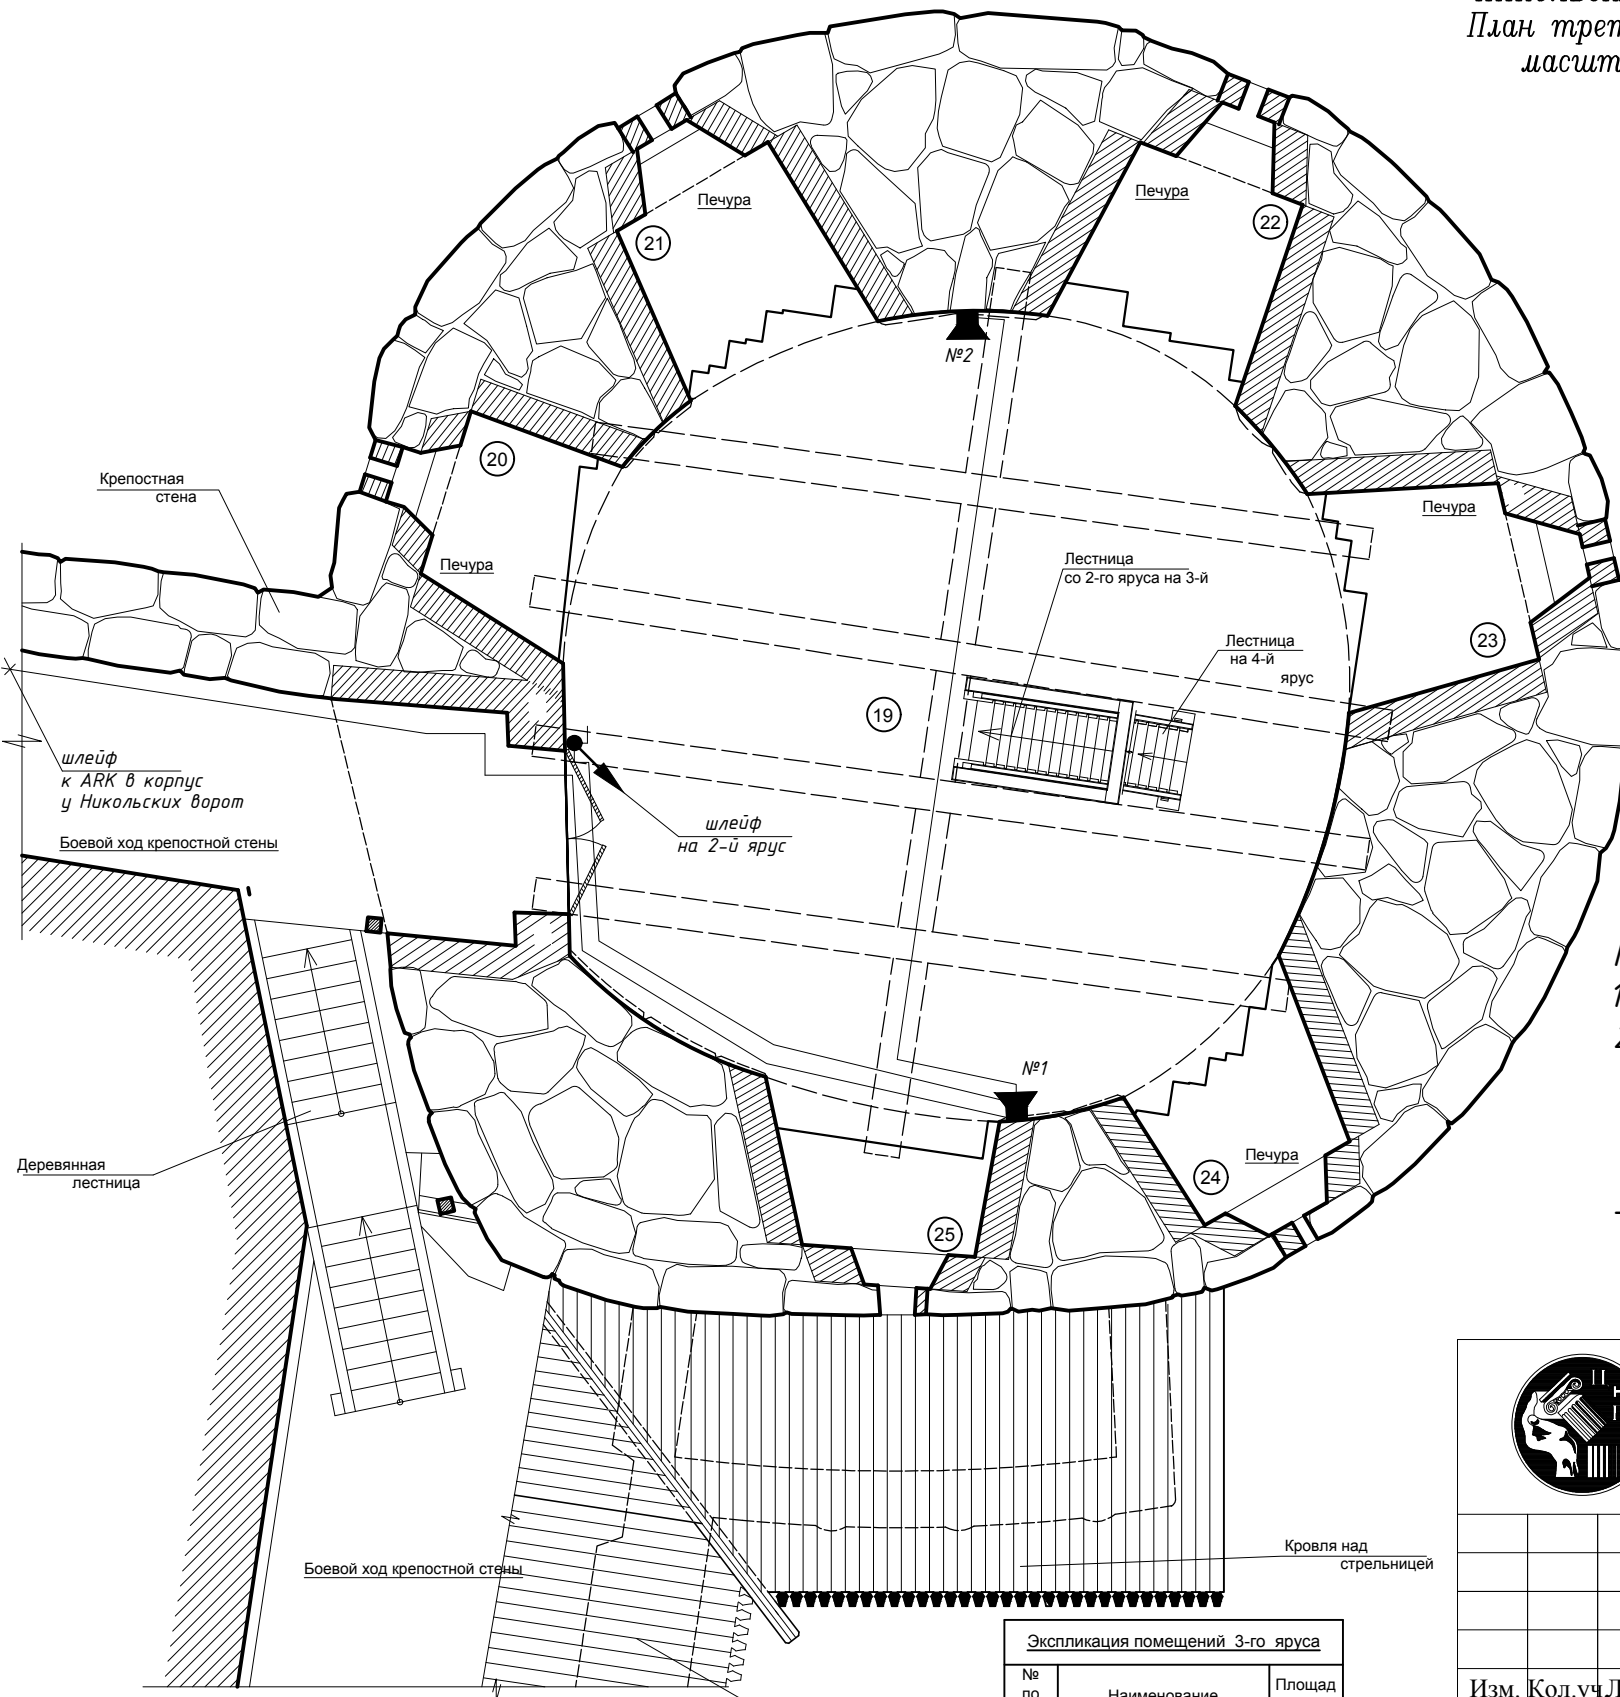 План
Печура
Печура
21
22
№2
20
Крепостная
стена
Печура
Печура
Лестница
со 2-го яруса на 3-й
Лестница
на 4-й
ярус
23
19
шлейф
к ARK в корпус
у Никольских ворот
шлейф
на 2-й ярус
Боевой ход крепостной стены
№1
Деревянная
лестница
Печура
24
25
Кровля над
стрельницей
Боевой ход крепостной стены
Экспликация помещений 3-го яруса
№
по
Наименование
Площад
Изм. Кол.уч